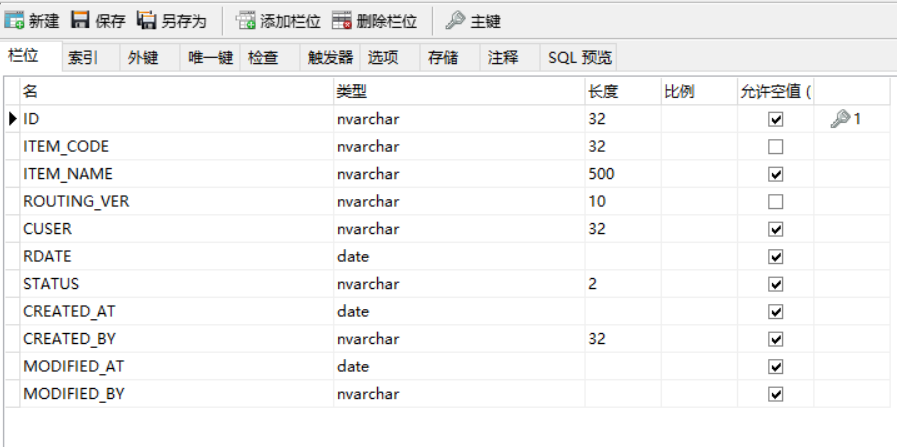 新建 保存 另存为 添加栏位 删除栏位 主键
栏位 索引 外键 唯一键 检查 触发器 选项 存储 注释 SQL 预览
名 类型 长度 比例 允许空值 (
ID nvarchar 32 1
ITEM_CODE nvarchar 32
ITEM_NAME nvarchar 500
ROUTING_VER nvarchar 10
CUSER nvarchar 32
RDATE date
STATUS nvarchar 2
CREATED_AT date
CREATED_BY nvarchar 32
MODIFIED_AT date
MODIFIED_BY nvarchar